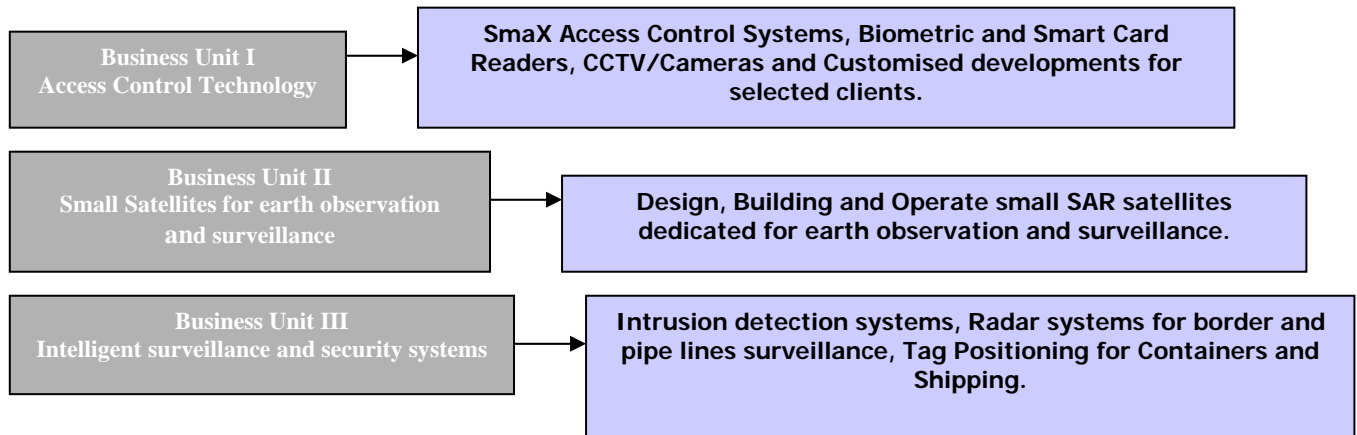 Business Unit I
Access Control Technology
SmaX Access Control Systems, Biometric and Smart Card
Readers, CCTV/Cameras and Customised developments for
selected clients.
Business Unit II
Small Satellites for earth observation
and surveillance
Design, Building and Operate small SAR satellites
dedicated for earth observation and surveillance.
Business Unit III
Intelligent surveillance and security systems
Intrusion detection systems, Radar systems for border and
pipe lines surveillance, Tag Positioning for Containers and
Shipping.